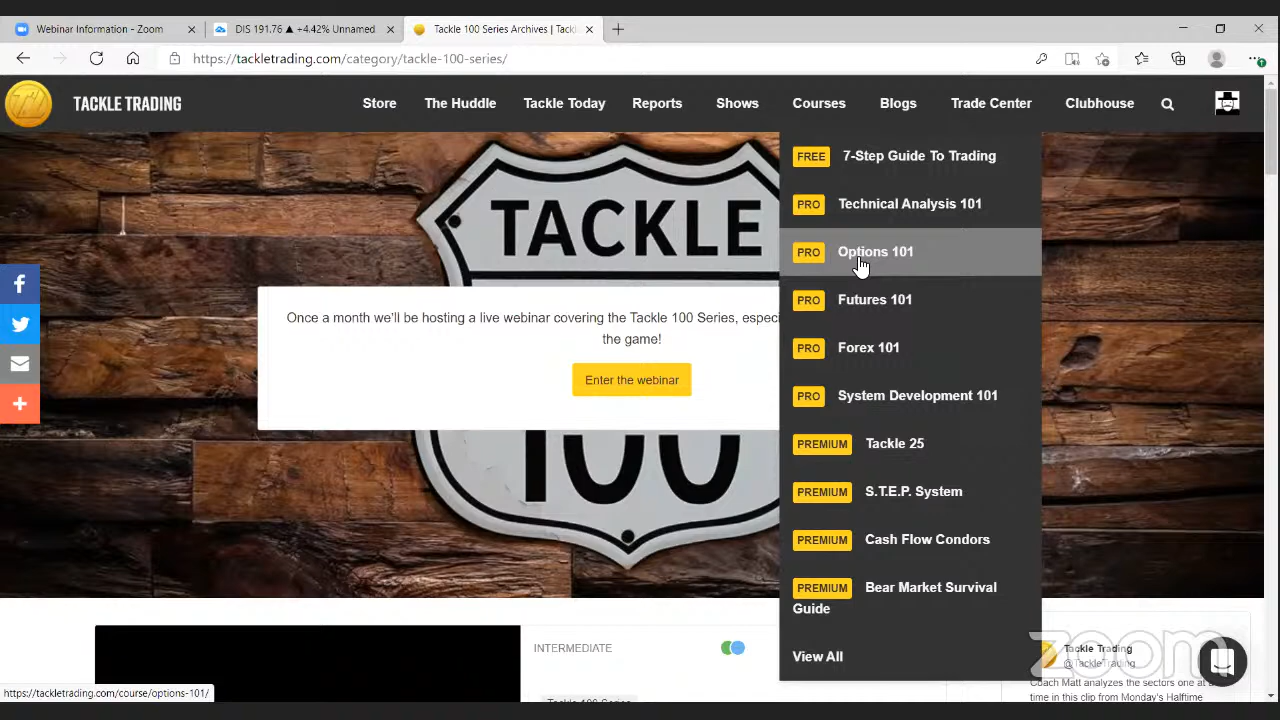 Webinar Information - Zoom
DIS 191.76 ▲ +4.42% Unnamed
Tackle 100 Series Archives | Tackl
https://tackletrading.com/category/tackle-100-series/
TACKLE TRADING
Store
The Huddle
Tackle Today
Reports
Shows
Courses
Blogs
Trade Center
Clubhouse
FREE 7-Step Guide To Trading
PRO Technical Analysis 101
PRO Options 101
PRO Futures 101
PRO Forex 101
PRO System Development 101
PREMIUM Tackle 25
PREMIUM S.T.E.P. System
PREMIUM Cash Flow Condors
PREMIUM Bear Market Survival
Guide
View All
TACKLE
100
Once a month we'll be hosting a live webinar covering the Tackle 100 Series, especi
the game!
Enter the webinar
INTERMEDIATE
Tackle 100 Series
Tackle Trading
@TackleTrading
Coach Matt analyzes the sectors one at
time in this clip from Monday's Halftime
zoom
https://tackletrading.com/course/options-101/